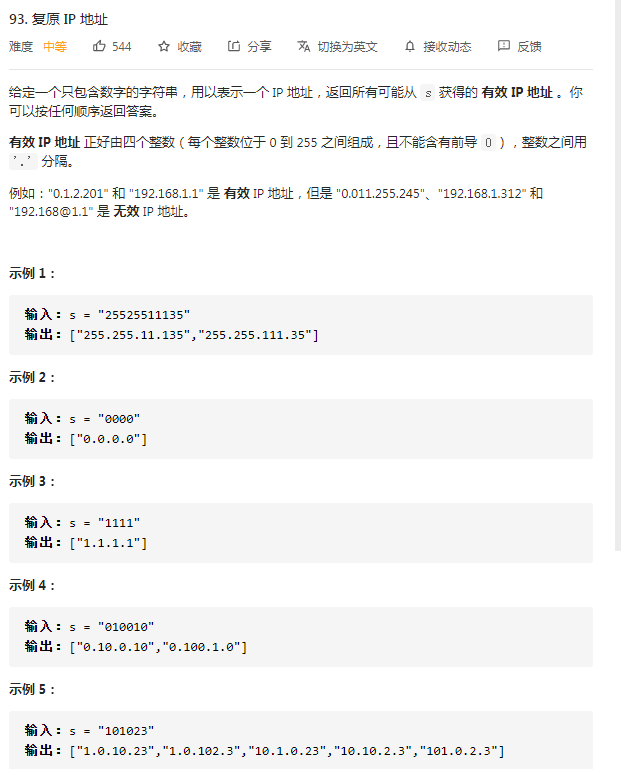 93. 复原 IP 地址
难度 中等 544 收藏 分享 切换为英文 接收动态 反馈
给定一个只包含数字的字符串，用以表示一个 IP 地址，返回所有可能从 s 获得的 有效 IP 地址 。你
可以按任何顺序返回答案。
有效 IP 地址 正好由四个整数（每个整数位于 0 到 255 之间组成，且不能含有前导 0 ），整数之间用
'.' 分隔。
例如："0.1.2.201" 和 "192.168.1.1" 是 有效 IP 地址，但是 "0.011.255.245"、"192.168.1.312" 和
"192.168@1.1" 是 无效 IP 地址。
示例 1：
输入：s = "25525511135"
输出：["255.255.11.135","255.255.111.35"]
示例 2：
输入：s = "0000"
输出：["0.0.0.0"]
示例 3：
输入：s = "1111"
输出：["1.1.1.1"]
示例 4：
输入：s = "010010"
输出：["0.10.0.10","0.100.1.0"]
示例 5：
输入：s = "101023"
输出：["1.0.10.23","1.0.102.3","10.1.0.23","10.10.2.3","101.0.2.3"]